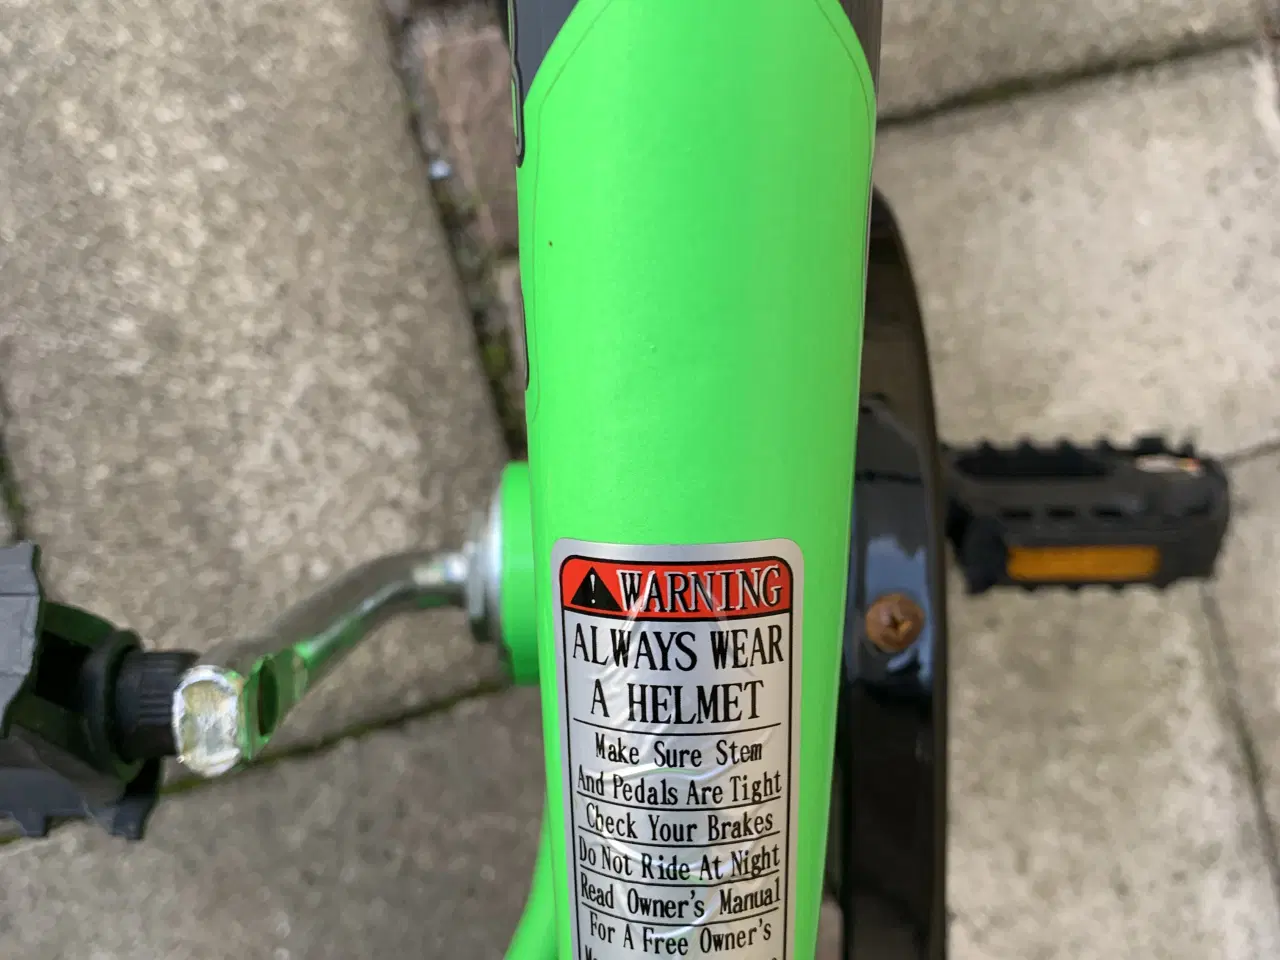 WARNING
ALWAYS WEAR
A HELMET
Make Sure Stem
And Pedals Are Tight
Check Your Brakes
Do Not Ride At Night
Read Owner's Manual
For A Free Owner's